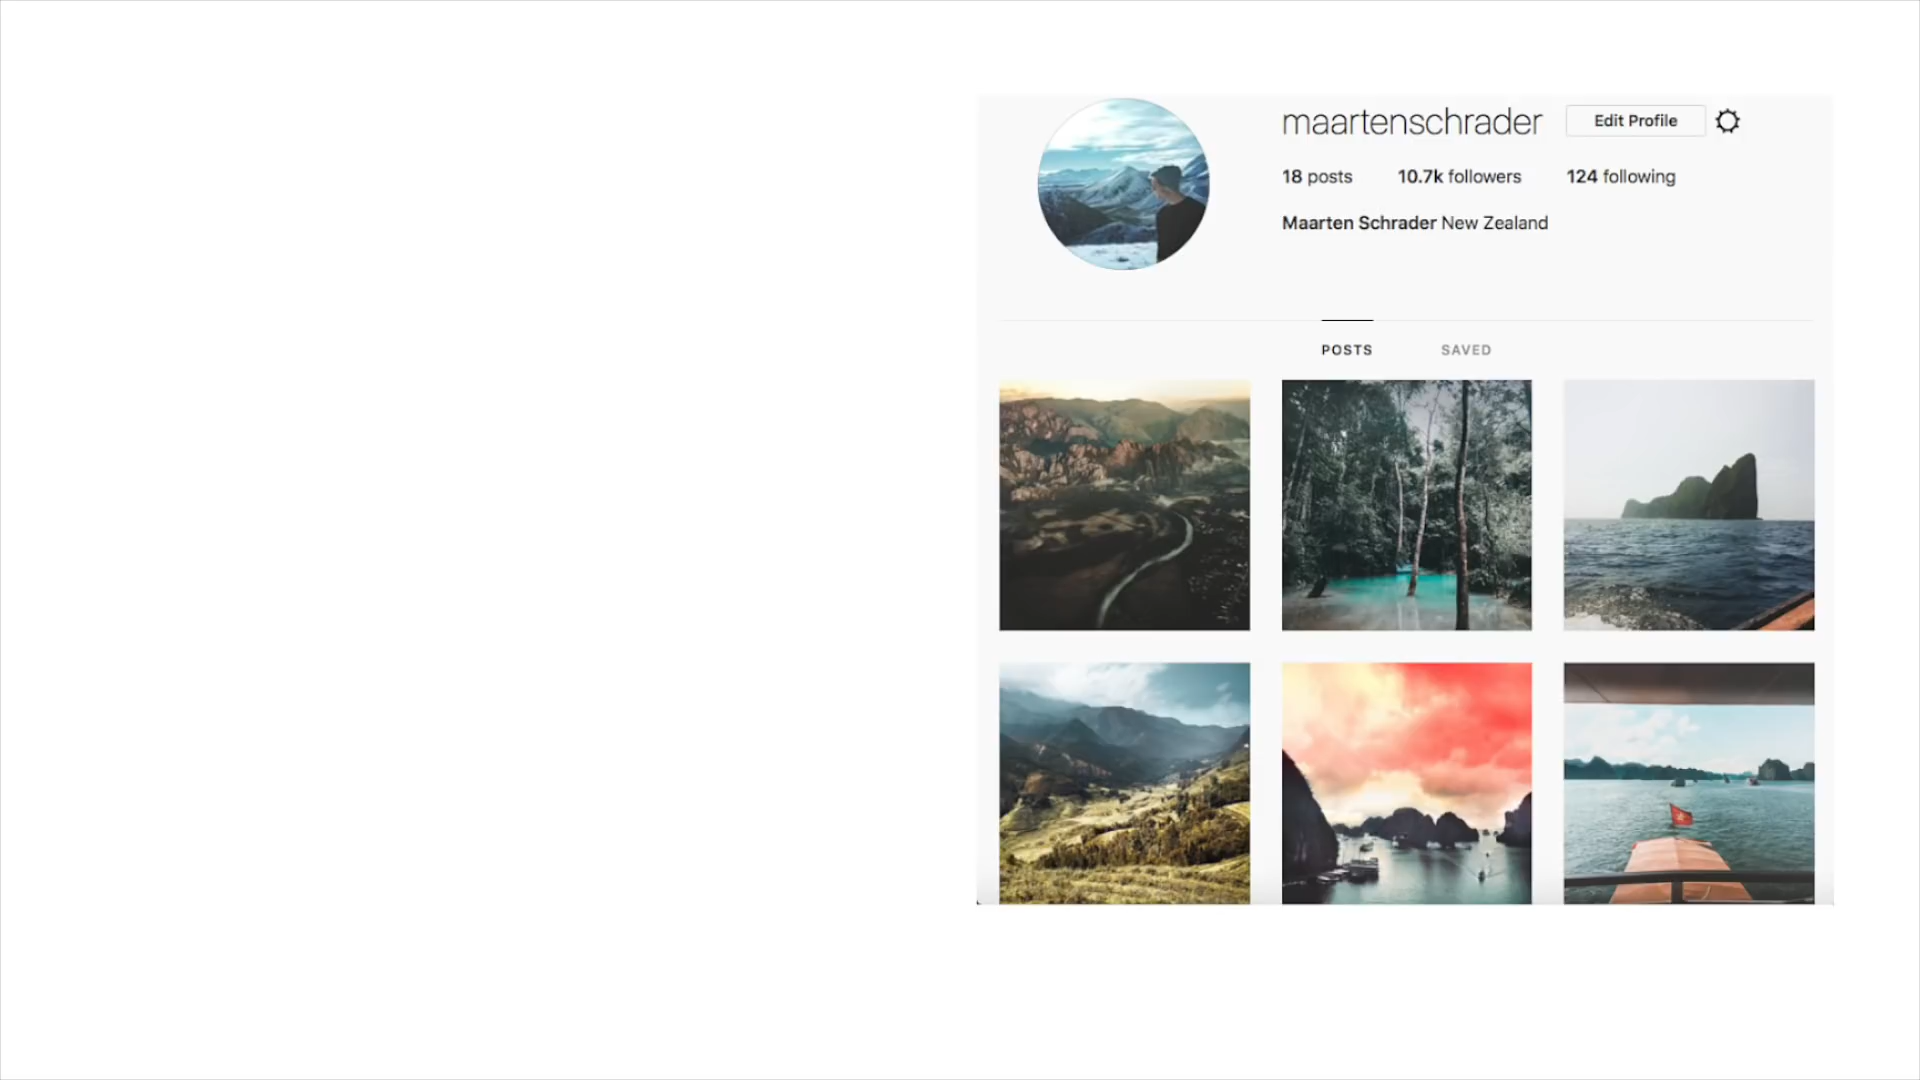 maartenschrader Edit Profile
18 posts 10.7k followers 124 following
Maarten Schrader New Zealand
POSTS SAVED